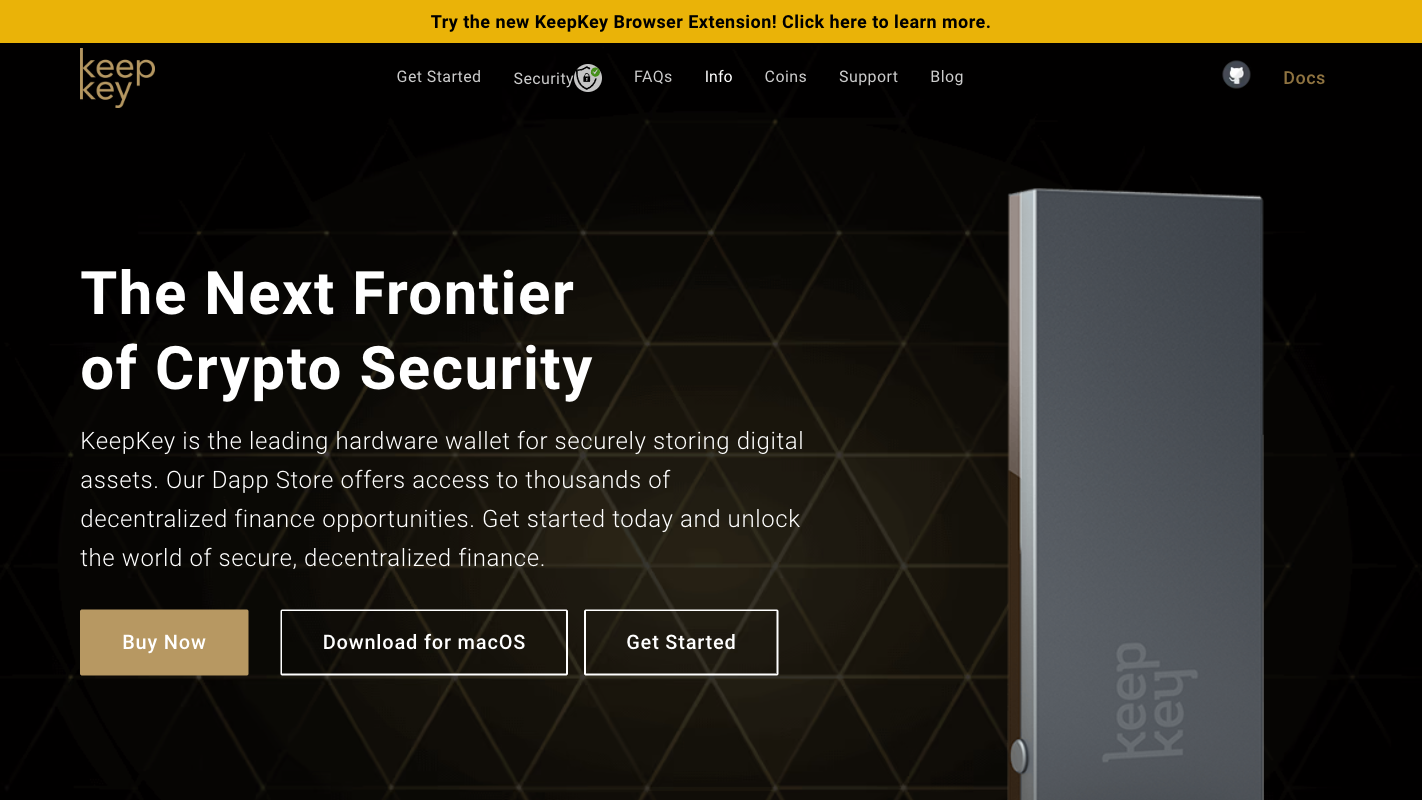 Try the new KeepKey Browser Extension! Click here to learn more.
keep
key
Get Started Security FAQs Info Coins Support Blog Docs
The Next Frontier
of Crypto Security
KeepKey is the leading hardware wallet for securely storing digital
assets. Our Dapp Store offers access to thousands of
decentralized finance opportunities. Get started today and unlock
the world of secure, decentralized finance.
Buy Now Download for macOS Get Started
keep
key